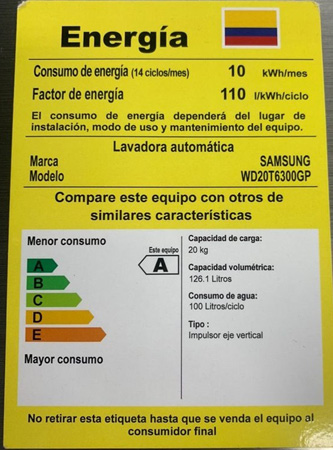 Energía
Consumo de energía (14 ciclos/mes) 10 kWh/mes
Factor de energía 110 l/kWh/ciclo
El consumo de energía dependerá del lugar de
instalación, modo de uso y mantenimiento del equipo.
Lavadora automática
Marca SAMSUNG
Modelo WD20T6300GP
Compare este equipo con otros de
similares características
Menor consumo
Este equipo
A
A
B
C
D
E
Mayor consumo
Capacidad de carga:
20 kg
Capacidad volumétrica:
126.1 Litros
Consumo de agua:
100 Litros/ciclo
Tipo :
Impulsor eje vertical
No retirar esta etiqueta hasta que se venda el equipo al
consumidor final